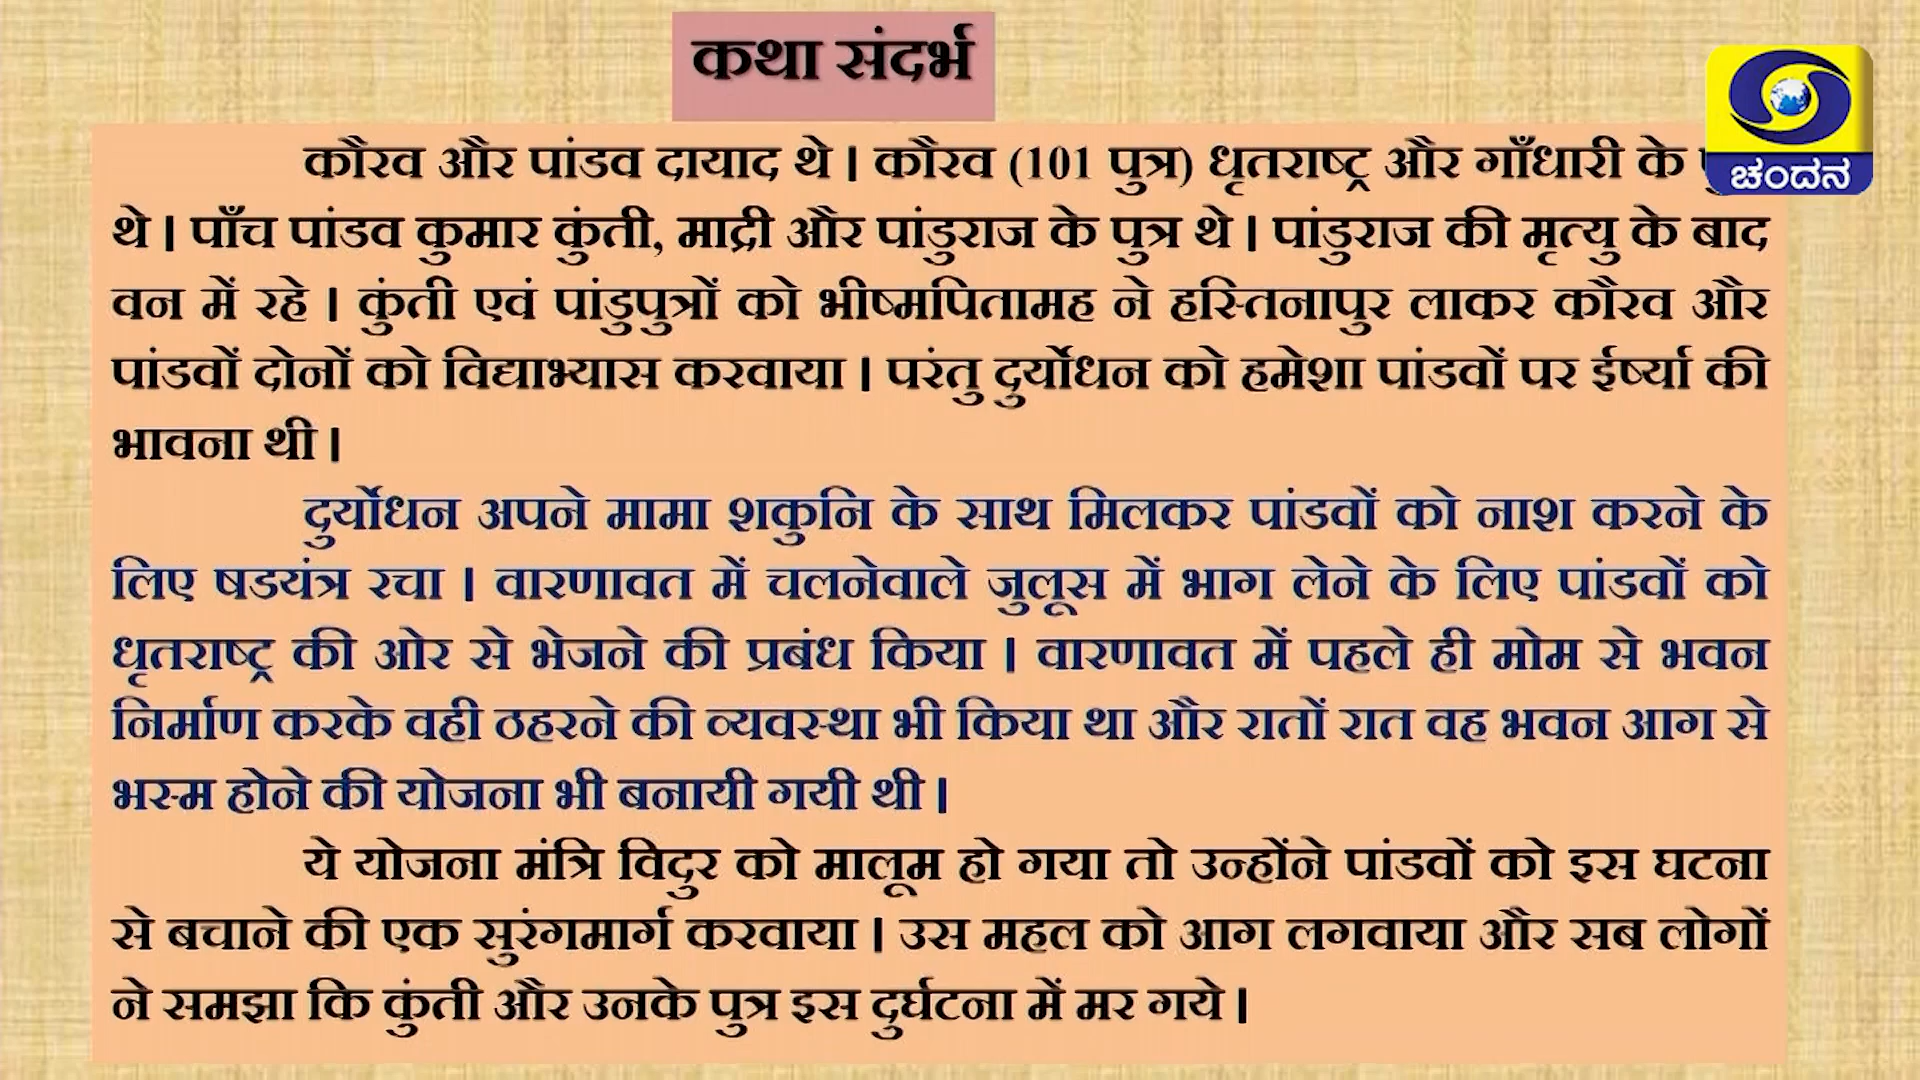 कथा संदर्भ
कौरव और पांडव दायाद थे | कौरव (101 पुत्र) धृतराष्ट्र और गाँधारी के
थे | पाँच पांडव कुमार कुंती, माद्री और पांडुराज के पुत्र थे | पांडुराज की मृत्यु के बाद
वन में रहे | कुंती एवं पांडुपुत्रों को भीष्मपितामह ने हस्तिनापुर लाकर कौरव और
पांडवों दोनों को विद्याभ्यास करवाया | परंतु दुर्योधन को हमेशा पांडवों पर ईर्ष्या की
भावना थी |
दुर्योधन अपने मामा शकुनि के साथ मिलकर पांडवों को नाश करने के
लिए षडयंत्र रचा | वारणावत में चलनेवाले जुलूस में भाग लेने के लिए पांडवों को
धृतराष्ट्र की ओर से भेजने की प्रबंध किया | वारणावत में पहले ही मोम से भवन
निर्माण करके वही ठहरने की व्यवस्था भी किया था और रातों रात वह भवन आग से
भस्म होने की योजना भी बनायी गयी थी |
ये योजना मंत्रि विदुर को मालूम हो गया तो उन्होंने पांडवों को इस घटना
से बचाने की एक सुरंगमार्ग करवाया | उस महल को आग लगवाया और सब लोगों
ने समझा कि कुंती और उनके पुत्र इस दुर्घटना में मर गये |
ಚಂದನ